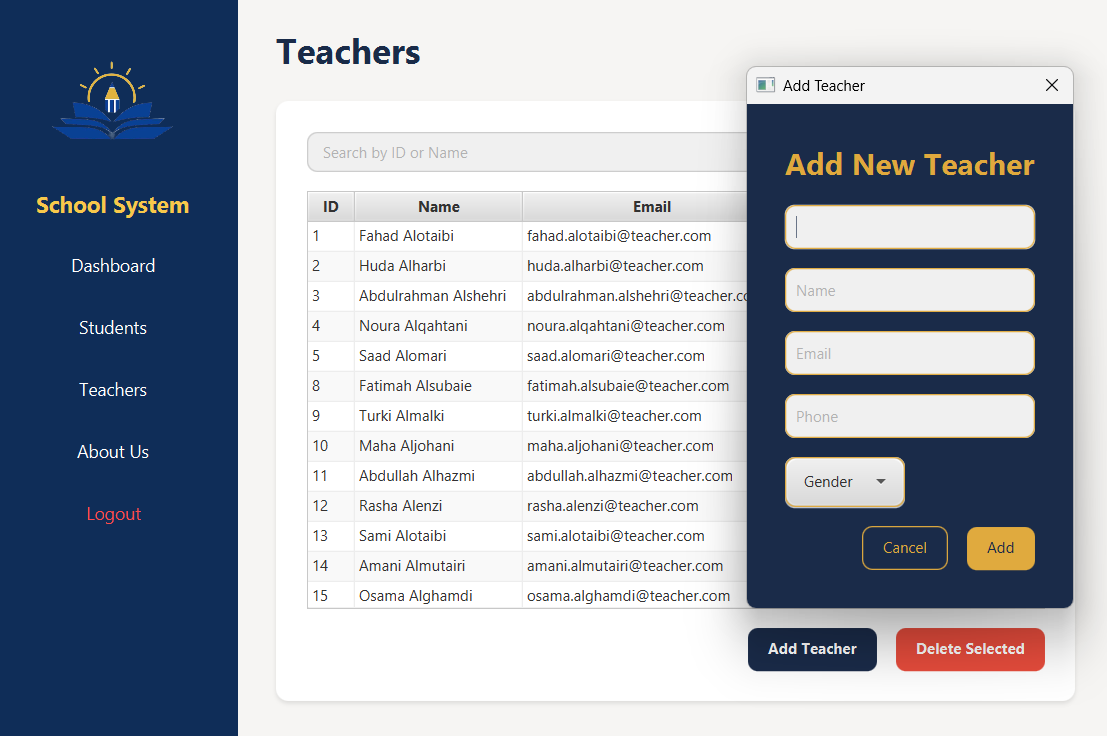 School System
Dashboard
Students
Teachers
About Us
Logout
Teachers
Search by ID or Name
ID Name Email
1 Fahad Alotaibi fahad.alotaibi@teacher.com
2 Huda Alharbi huda.alharbi@teacher.com
3 Abdulrahman Alshehri abdulrahman.alshehri@teacher.co
4 Noura Alqahtani noura.alqahtani@teacher.com
5 Saad Alomari saad.alomari@teacher.com
8 Fatimah Alsubaie fatimah.alsubaie@teacher.com
9 Turki Almalki turki.almalki@teacher.com
10 Maha Aljohani maha.aljohani@teacher.com
11 Abdullah Alhazmi abdullah.alhazmi@teacher.com
12 Rasha Alenzi rasha.alenzi@teacher.com
13 Sami Alotaibi sami.alotaibi@teacher.com
14 Amani Almutairi amani.almutairi@teacher.com
15 Osama Alghamdi osama.alghamdi@teacher.com
Add Teacher Delete Selected
Add Teacher
Add New Teacher
Name
Email
Phone
Gender
Cancel Add